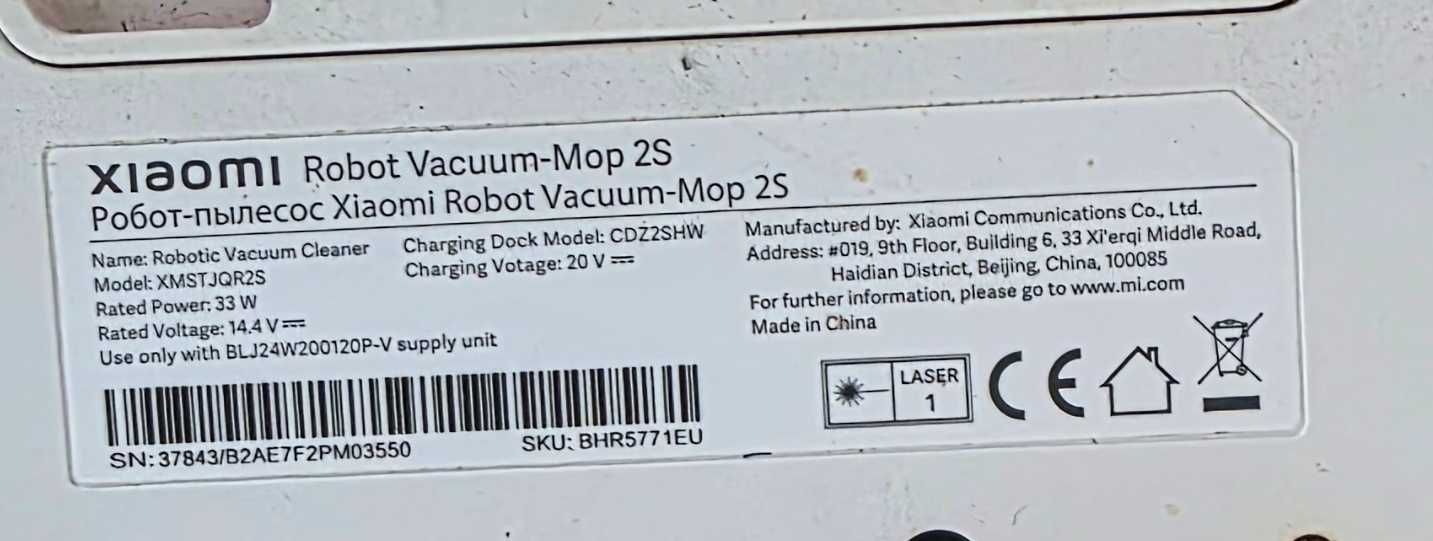 xiaomi Robot Vacuum-Mop 2S
Робот-пылесос Xiaomi Robot Vacuum-Mop 2S
Name: Robotic Vacuum Cleaner
Model: XMSTJQR2S
Rated Power: 33 W
Rated Voltage: 14.4 V
Use only with BLJ24W200120P-V supply unit
Charging Dock Model: CDZ2SHW
Charging Votage: 20 V
Manufactured by: Xiaomi Communications Co., Ltd.
Address: #019, 9th Floor, Building 6, 33 Xi'erqi Middle Road,
Haidian District, Beijing, China, 100085
For further information, please go to www.mi.com
Made in China
SN: 37843/B2AE7F2PM03550
SKU: BHR5771EU
LASER
1
CE